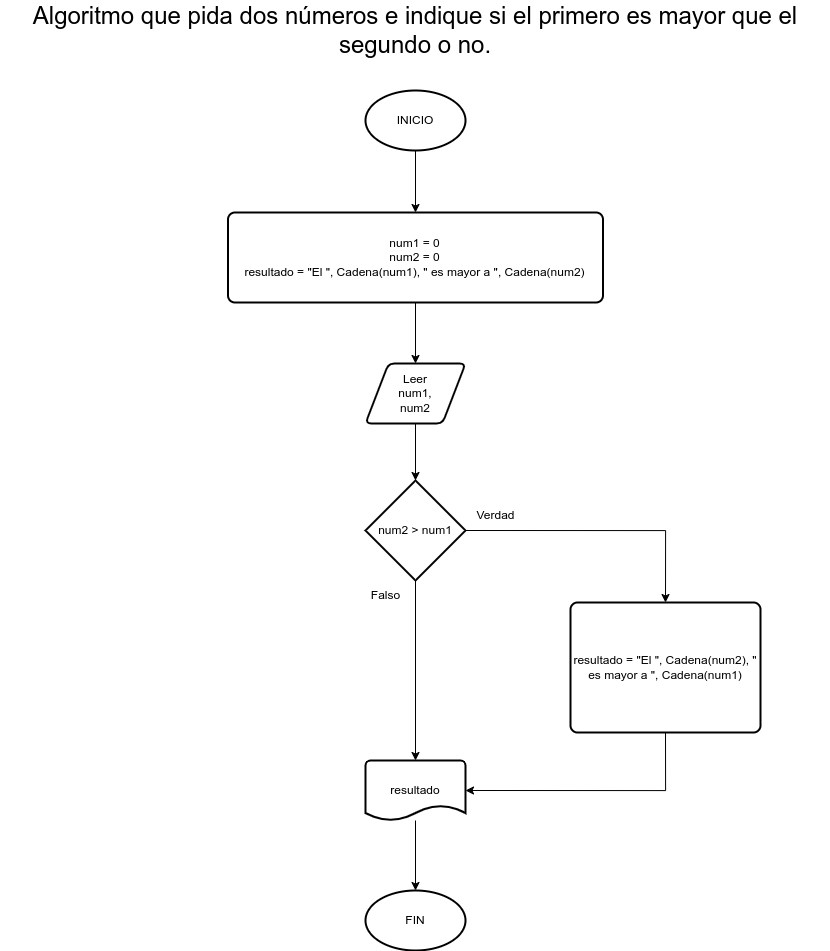 Algoritmo que pida dos números e indique si el primero es mayor que el
segundo o no.
INICIO
num1 = 0
num2 = 0
resultado = "El ", Cadena(num1), " es mayor a ", Cadena(num2)
Leer
num1,
num2
num2 > num1
Verdad
Falso
resultado = "El ", Cadena(num2), "
es mayor a ", Cadena(num1)
resultado
FIN